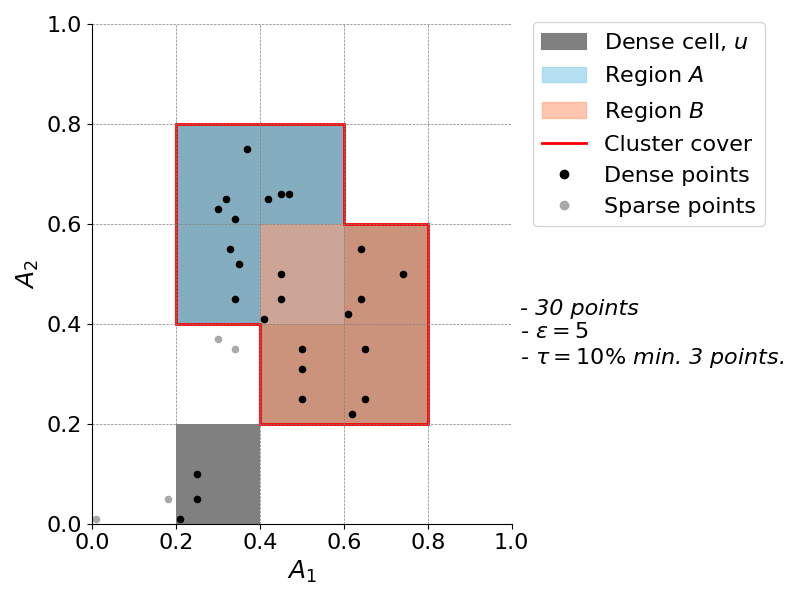 Dense cell, u
Region A
Region B
Cluster cover
Dense points
Sparse points
- 30 points
- ε = 5
- τ = 10% min. 3 points.
1.0
0.8
0.6
0.4
0.2
0.0
A₂
0.0 0.2 0.4 0.6 0.8 1.0
A₁